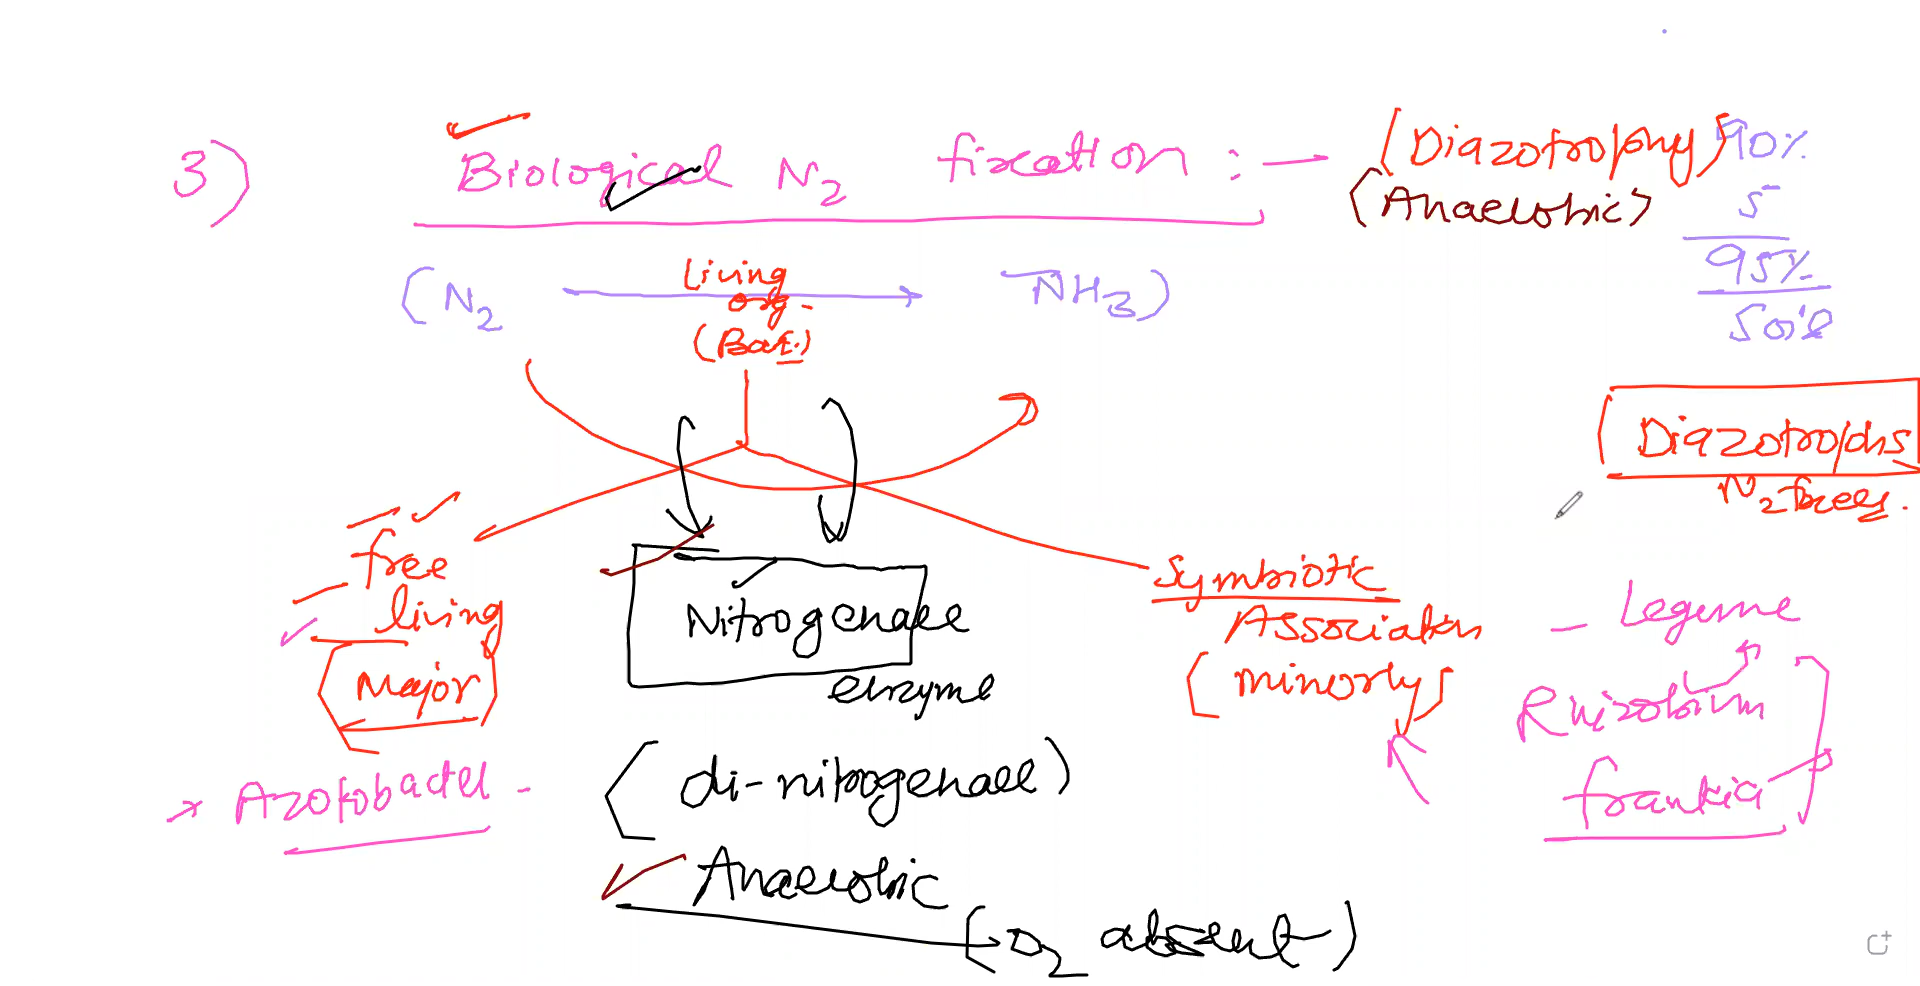 3) Biological N2 fixation : → (Diazotrophy)
(Anaerobic)
90%
5
95%
Soil
(N2 → NH3)
Living
org.
(Bact.)
Diazotrophs
N2 fixers.
free
living
Major
Azotobacter
Nitrogenase
enzyme
(di-nitrogenase)
Anaerobic
(O2 absent)
Symbiotic
Association
(minorly)
- Legume
Rhizobium
frankia